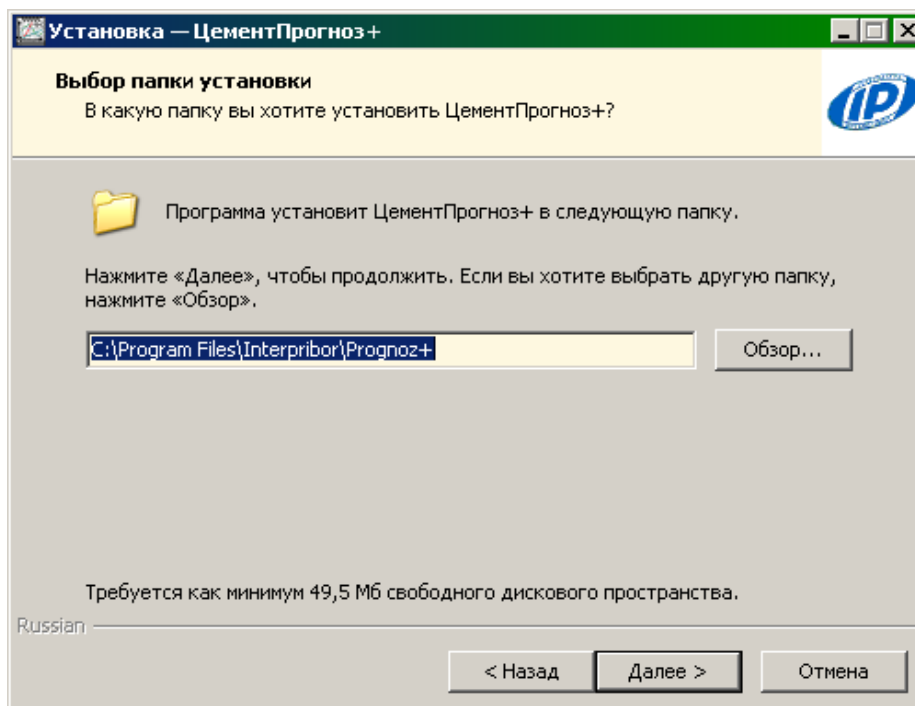 Установка — ЦементПрогноз+
Выбор папки установки
В какую папку вы хотите установить ЦементПрогноз+?
IP
Программа установит ЦементПрогноз+ в следующую папку.
Нажмите «Далее», чтобы продолжить. Если вы хотите выбрать другую папку,
нажмите «Обзор».
C:\Program Files\Interpribor\Prognoz+
Обзор...
Требуется как минимум 49,5 Мб свободного дискового пространства.
Russian
< Назад
Далее >
Отмена